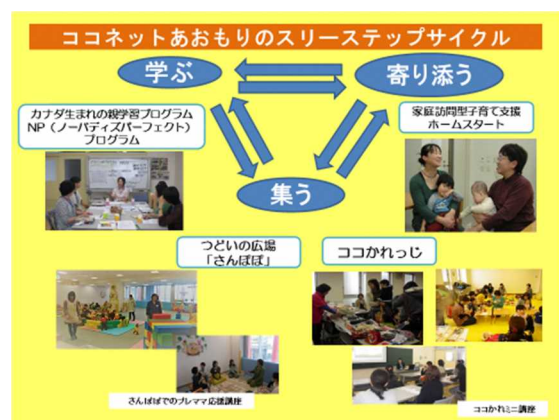 ココネットあおもりのスリーステップサイクル
学ぶ
寄り添う
カナダ生まれの親学習プログラム
NP(ノーバディズパーフェクト)
プログラム
家庭訪問型子育て支援
ホームスタート
集う
つどいの広場
「さんぽぽ」
ココかれっじ
さんぽぽでのプレママ応援講座
ココかれミニ講座